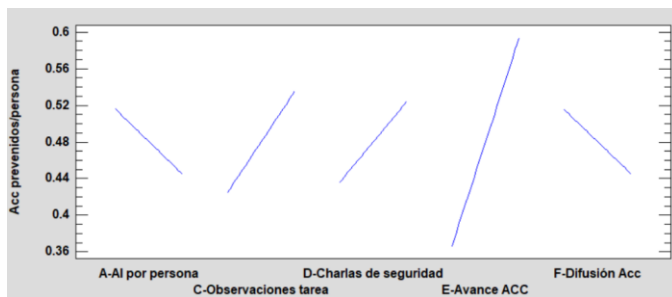 Acc prevenidos/persona
0.6
0.56
0.52
0.48
0.44
0.4
0.36
A-AI por persona
D-Charlas de seguridad
F-Difusión Acc
C-Observaciones tarea
E-Avance ACC